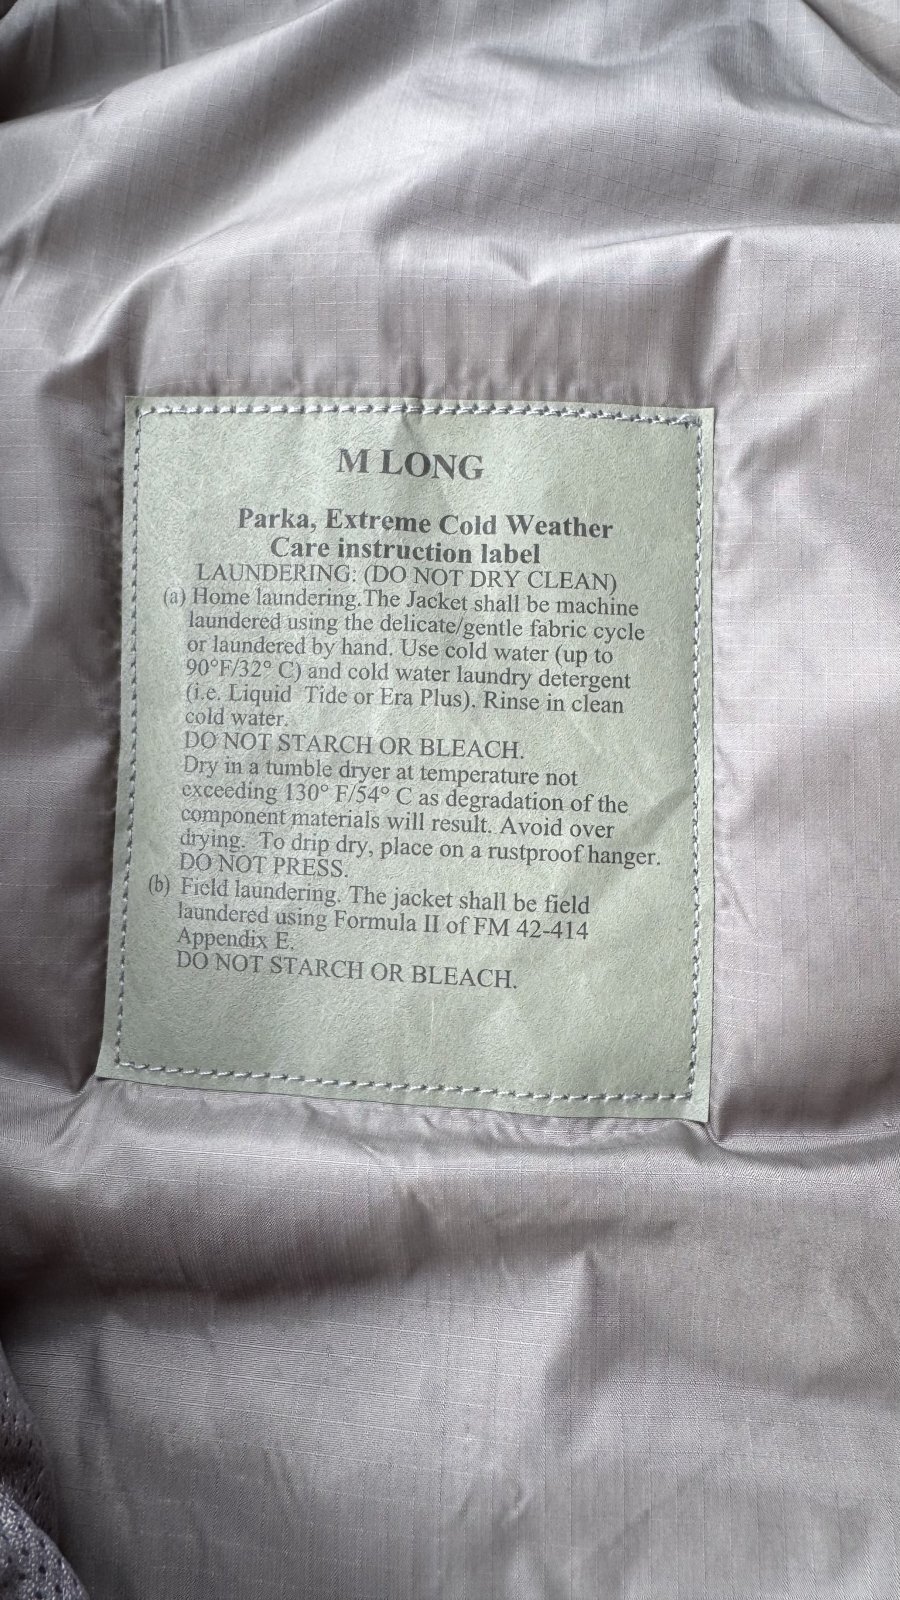 M LONG
Parka, Extreme Cold Weather
Care instruction label
LAUNDERING: (DO NOT DRY CLEAN)
(a) Home laundering.The Jacket shall be machine
laundered using the delicate/gentle fabric cycle
or laundered by hand. Use cold water (up to
90°F/32° C) and cold water laundry detergent
(i.e. Liquid Tide or Era Plus). Rinse in clean
cold water.
DO NOT STARCH OR BLEACH.
Dry in a tumble dryer at temperature not
exceeding 130° F/54° C as degradation of the
component materials will result. Avoid over
drying. To drip dry, place on a rustproof hanger.
DO NOT PRESS.
(b) Field laundering. The jacket shall be field
laundered using Formula II of FM 42-414
Appendix E.
DO NOT STARCH OR BLEACH.